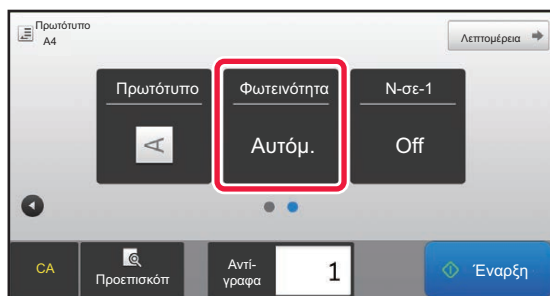 Πρωτότυπο
A4
Λεπτομέρεια
Πρωτότυπο
Φωτεινότητα
N-σε-1
A
Αυτόμ.
Off
CA
Προεπισκόπ
Αντί-
γραφα
1
Έναρξη